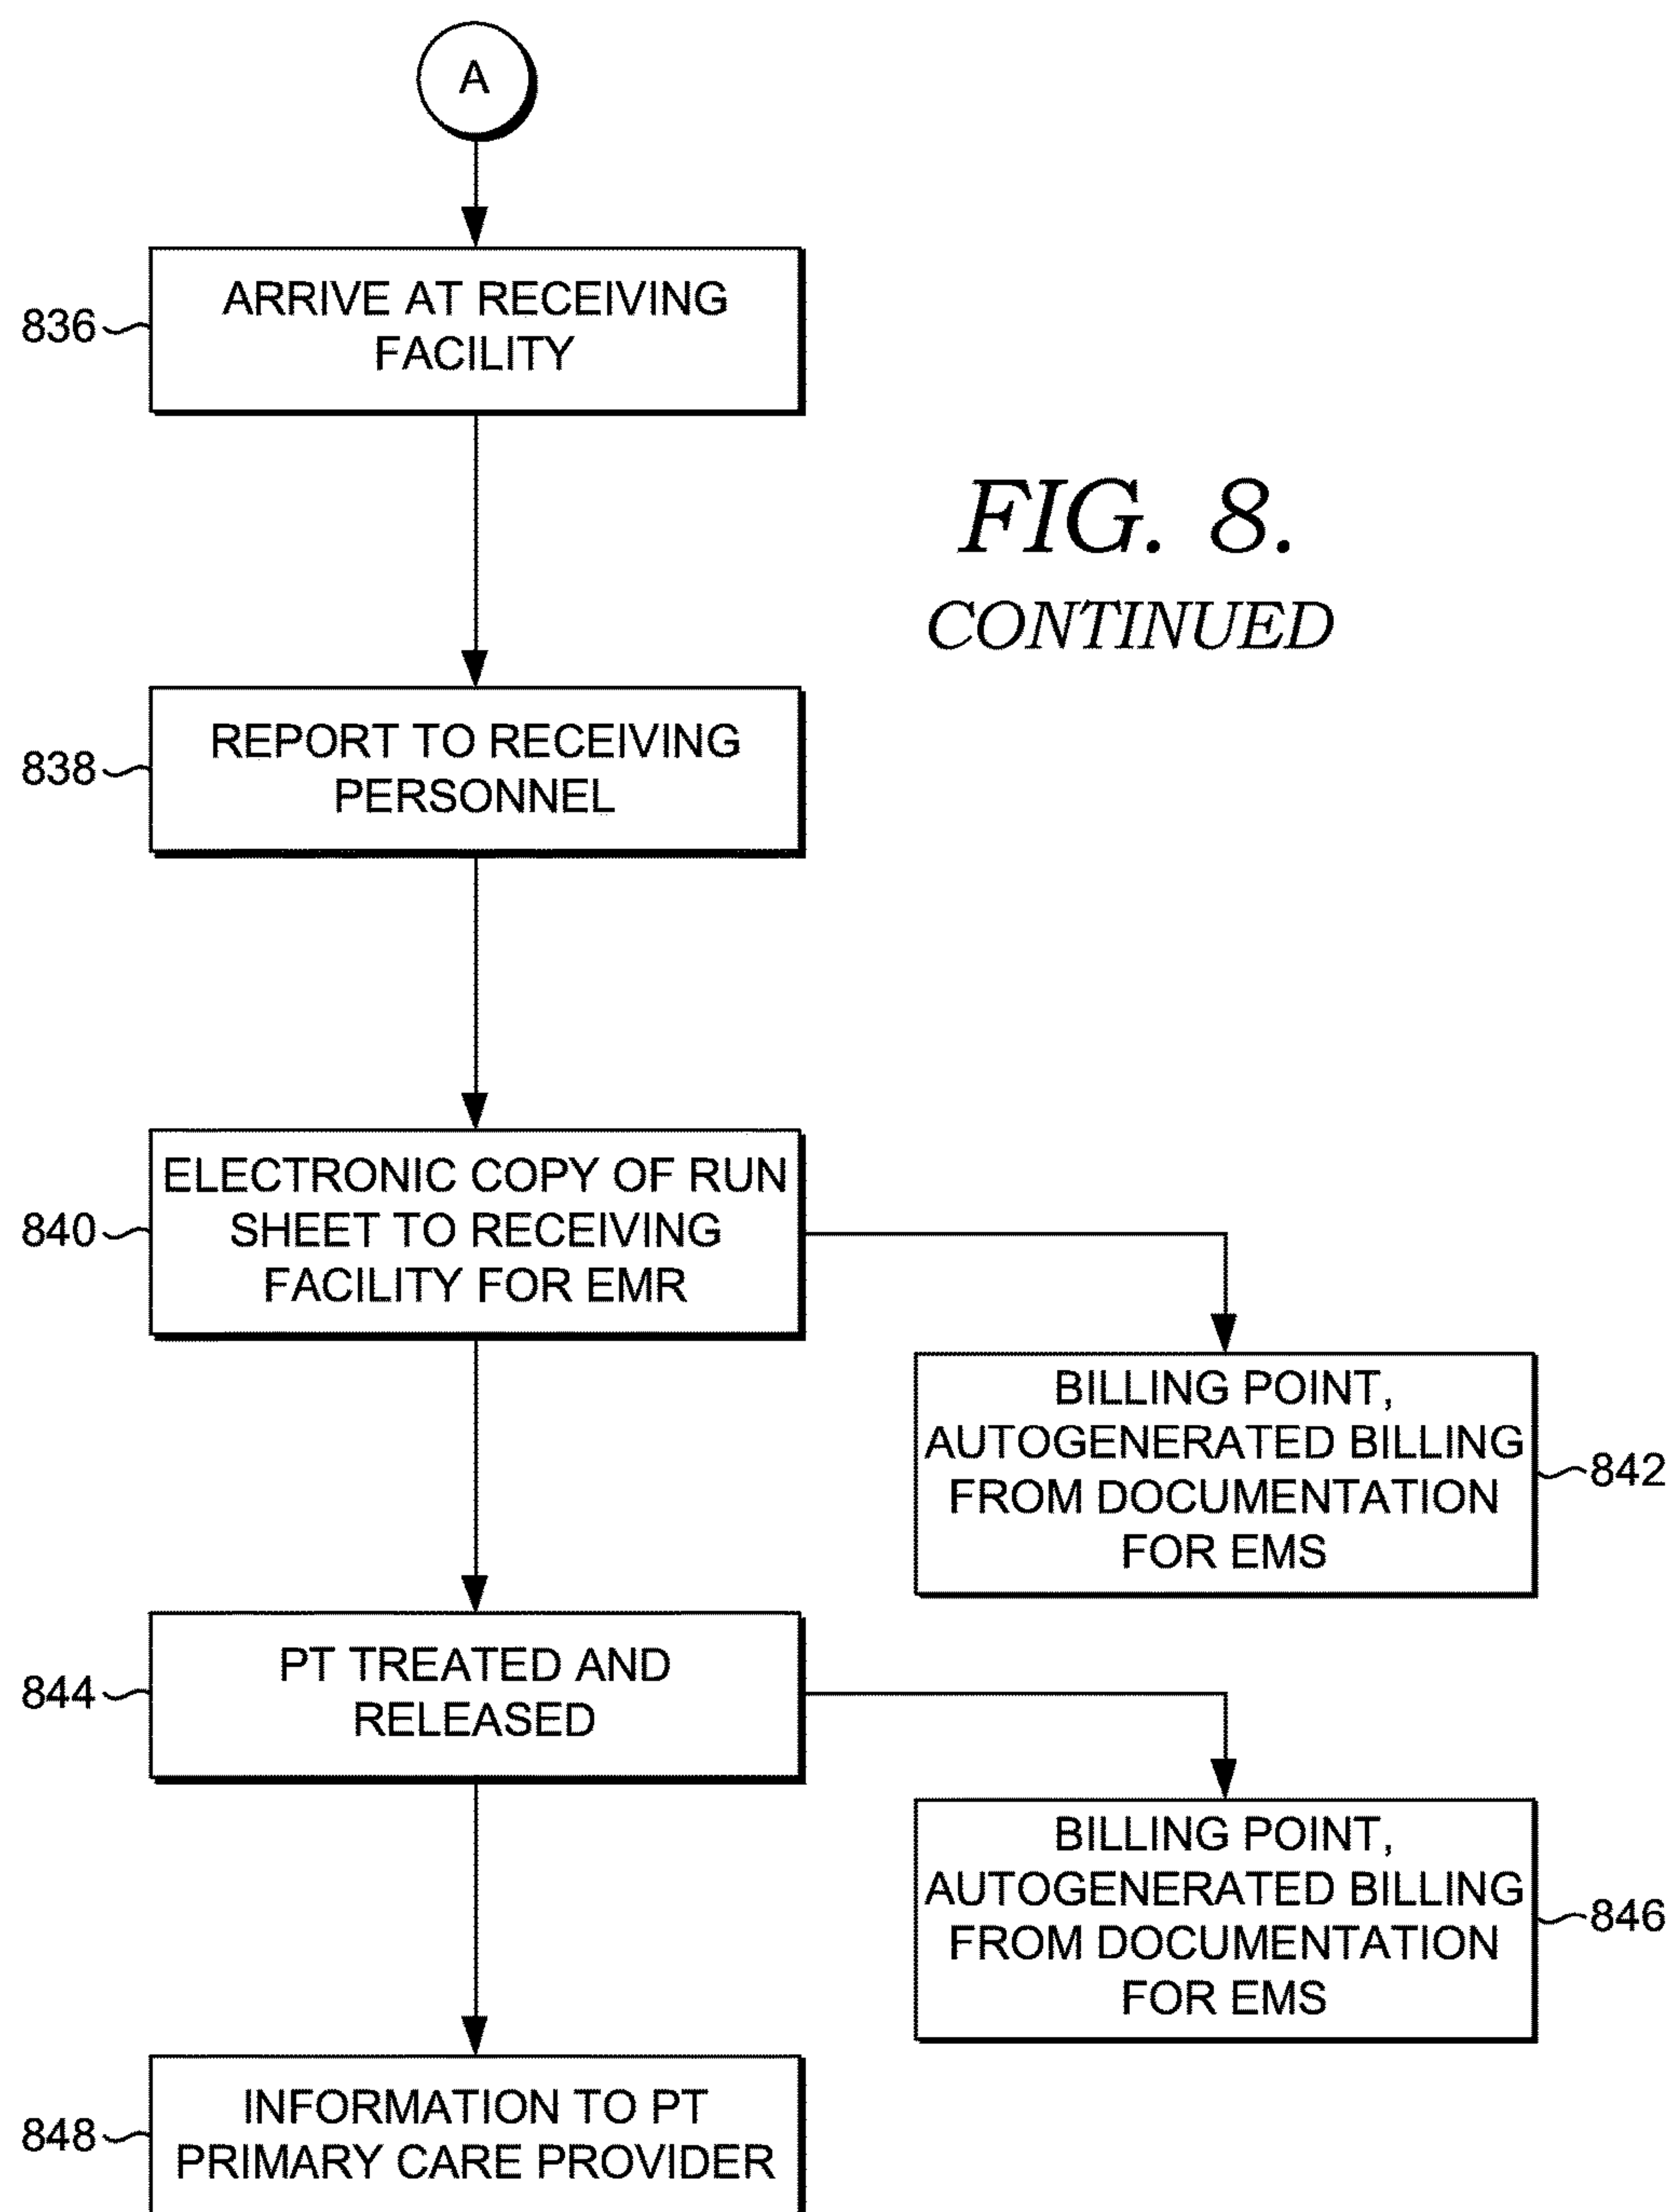 A
836
ARRIVE AT RECEIVING
FACILITY
FIG. 8.
CONTINUED
838
REPORT TO RECEIVING
PERSONNEL
840
ELECTRONIC COPY OF RUN
SHEET TO RECEIVING
FACILITY FOR EMR
BILLING POINT,
AUTOGENERATED BILLING
FROM DOCUMENTATION
FOR EMS
842
844
PT TREATED AND
RELEASED
BILLING POINT,
AUTOGENERATED BILLING
FROM DOCUMENTATION
FOR EMS
846
848
INFORMATION TO PT
PRIMARY CARE PROVIDER